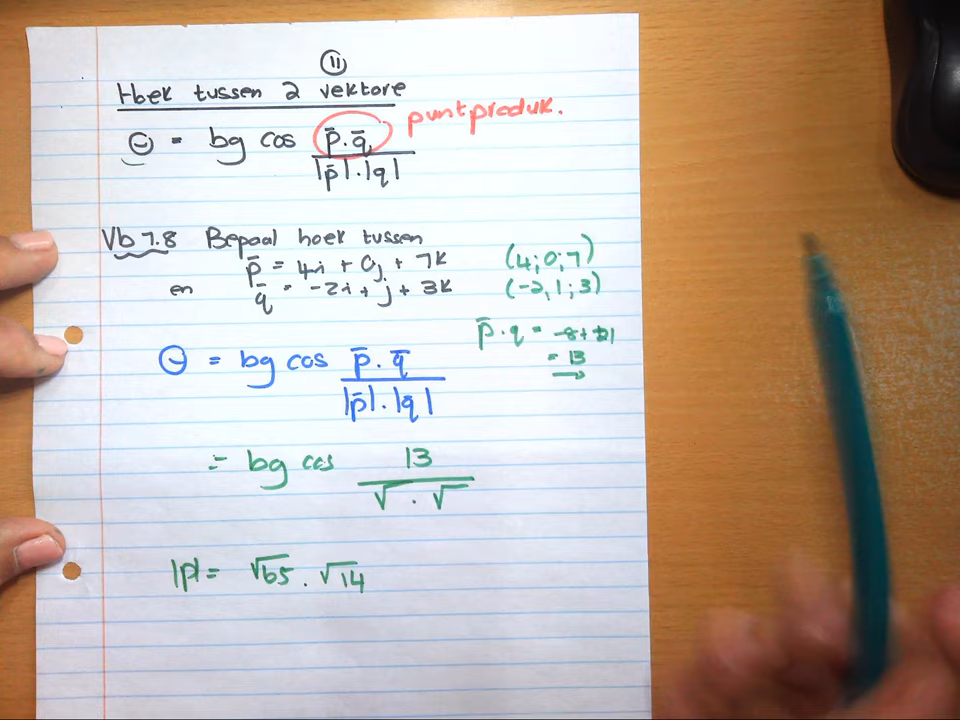 11
Hoek tussen 2 vektore
θ = bg cos p̄.q̄ / |p̄|.|q| puntproduk.
Vb 7.8 Bepaal hoek tussen
p̄ = 4i + 0j + 7k (4;0;7)
en q̄ = -2i + j + 3k (-2,1;3)
p̄.q = -8+21
= 13
θ = bg cos p̄.q̄ / |p̄|.|q̄|
= bg cos 13 / √ . √
|p| = √65 . √14